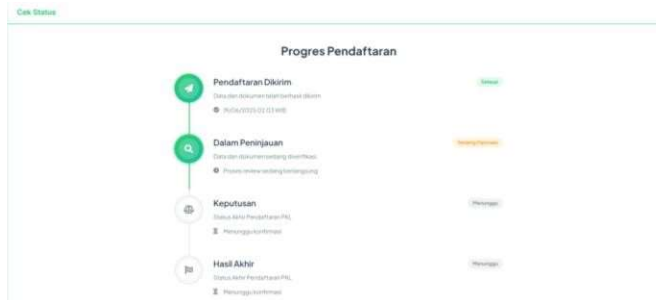 Cek Status
Progres Pendaftaran
Pendaftaran Dikirim
Selesai
Data dan dokumen telah berhasil dikirim
Dalam Peninjauan
Data dan dokumen sedang diverifikasi
Proses review sedang berlangsung
Keputusan
Menunggu
Status Akhir Pendaftaran PKL
Menunggu konfirmasi
Hasil Akhir
Menunggu
Status Akhir Pendaftaran PKL
Menunggu konfirmasi